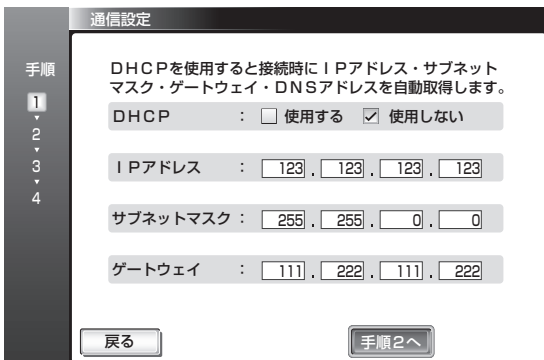 通信設定
手順
1
2
3
4
DHCPを使用すると接続時にIPアドレス・サブネット
マスク・ゲートウェイ・DNSアドレスを自動取得します。
DHCP : 使用する 使用しない
IPアドレス : 123 . 123 . 123 . 123
サブネットマスク : 255 . 255 . 0 . 0
ゲートウェイ : 111 . 222 . 111 . 222
戻る
手順2へ